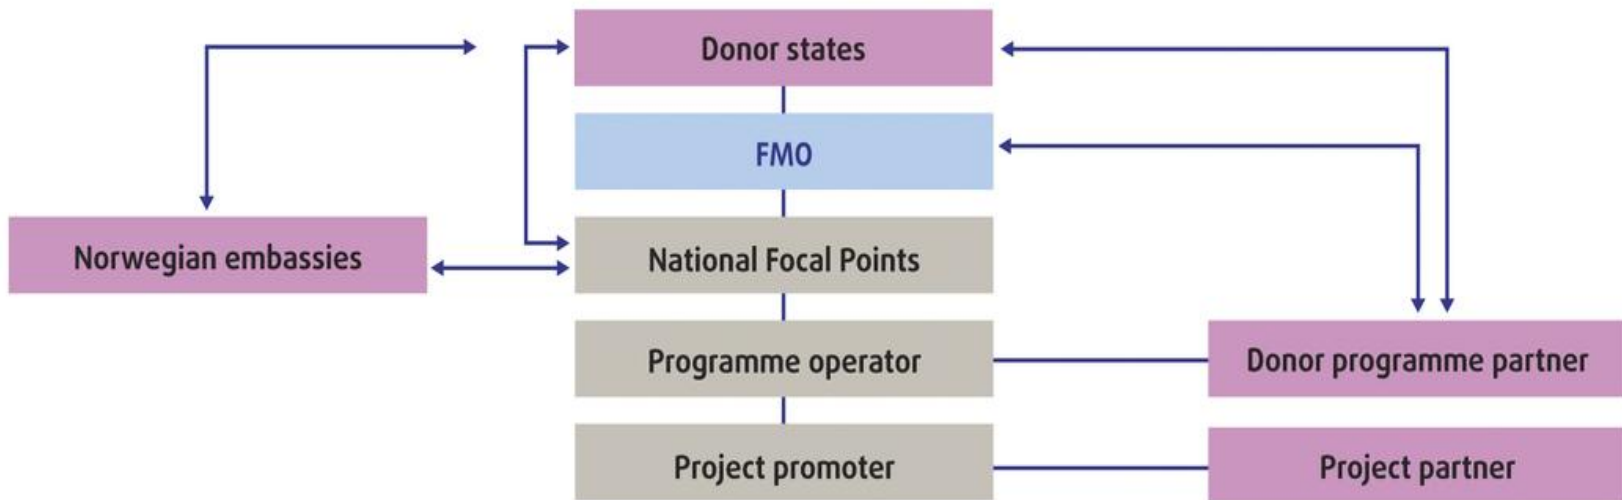 Donor states
FMO
Norwegian embassies
National Focal Points
Programme operator
Donor programme partner
Project promoter
Project partner